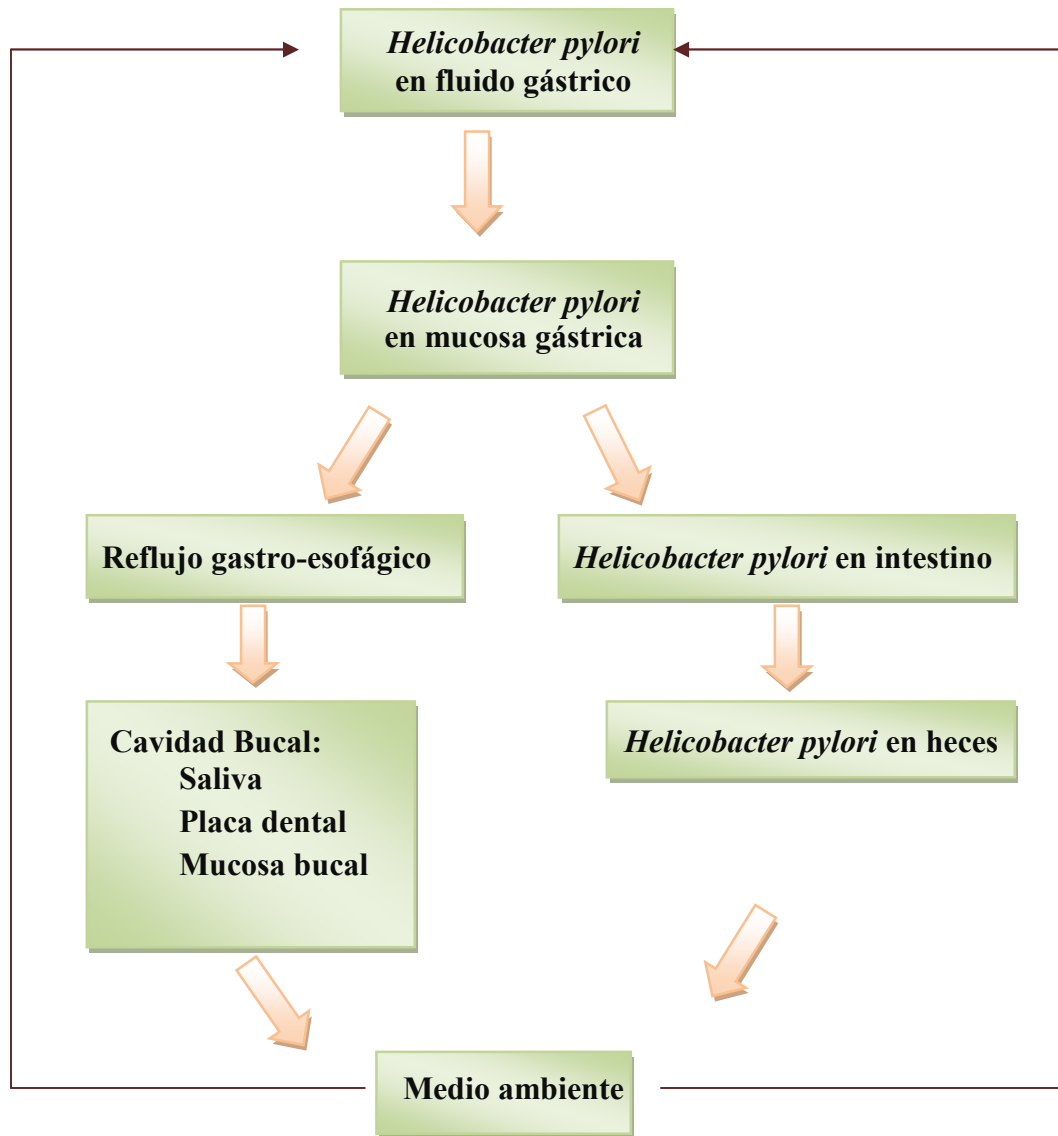 Helicobacter pylori
en fluido gástrico
Helicobacter pylori
en mucosa gástrica
Reflujo gastro-esofágico
Helicobacter pylori en intestino
Cavidad Bucal:
Saliva
Placa dental
Mucosa bucal
Helicobacter pylori en heces
Medio ambiente